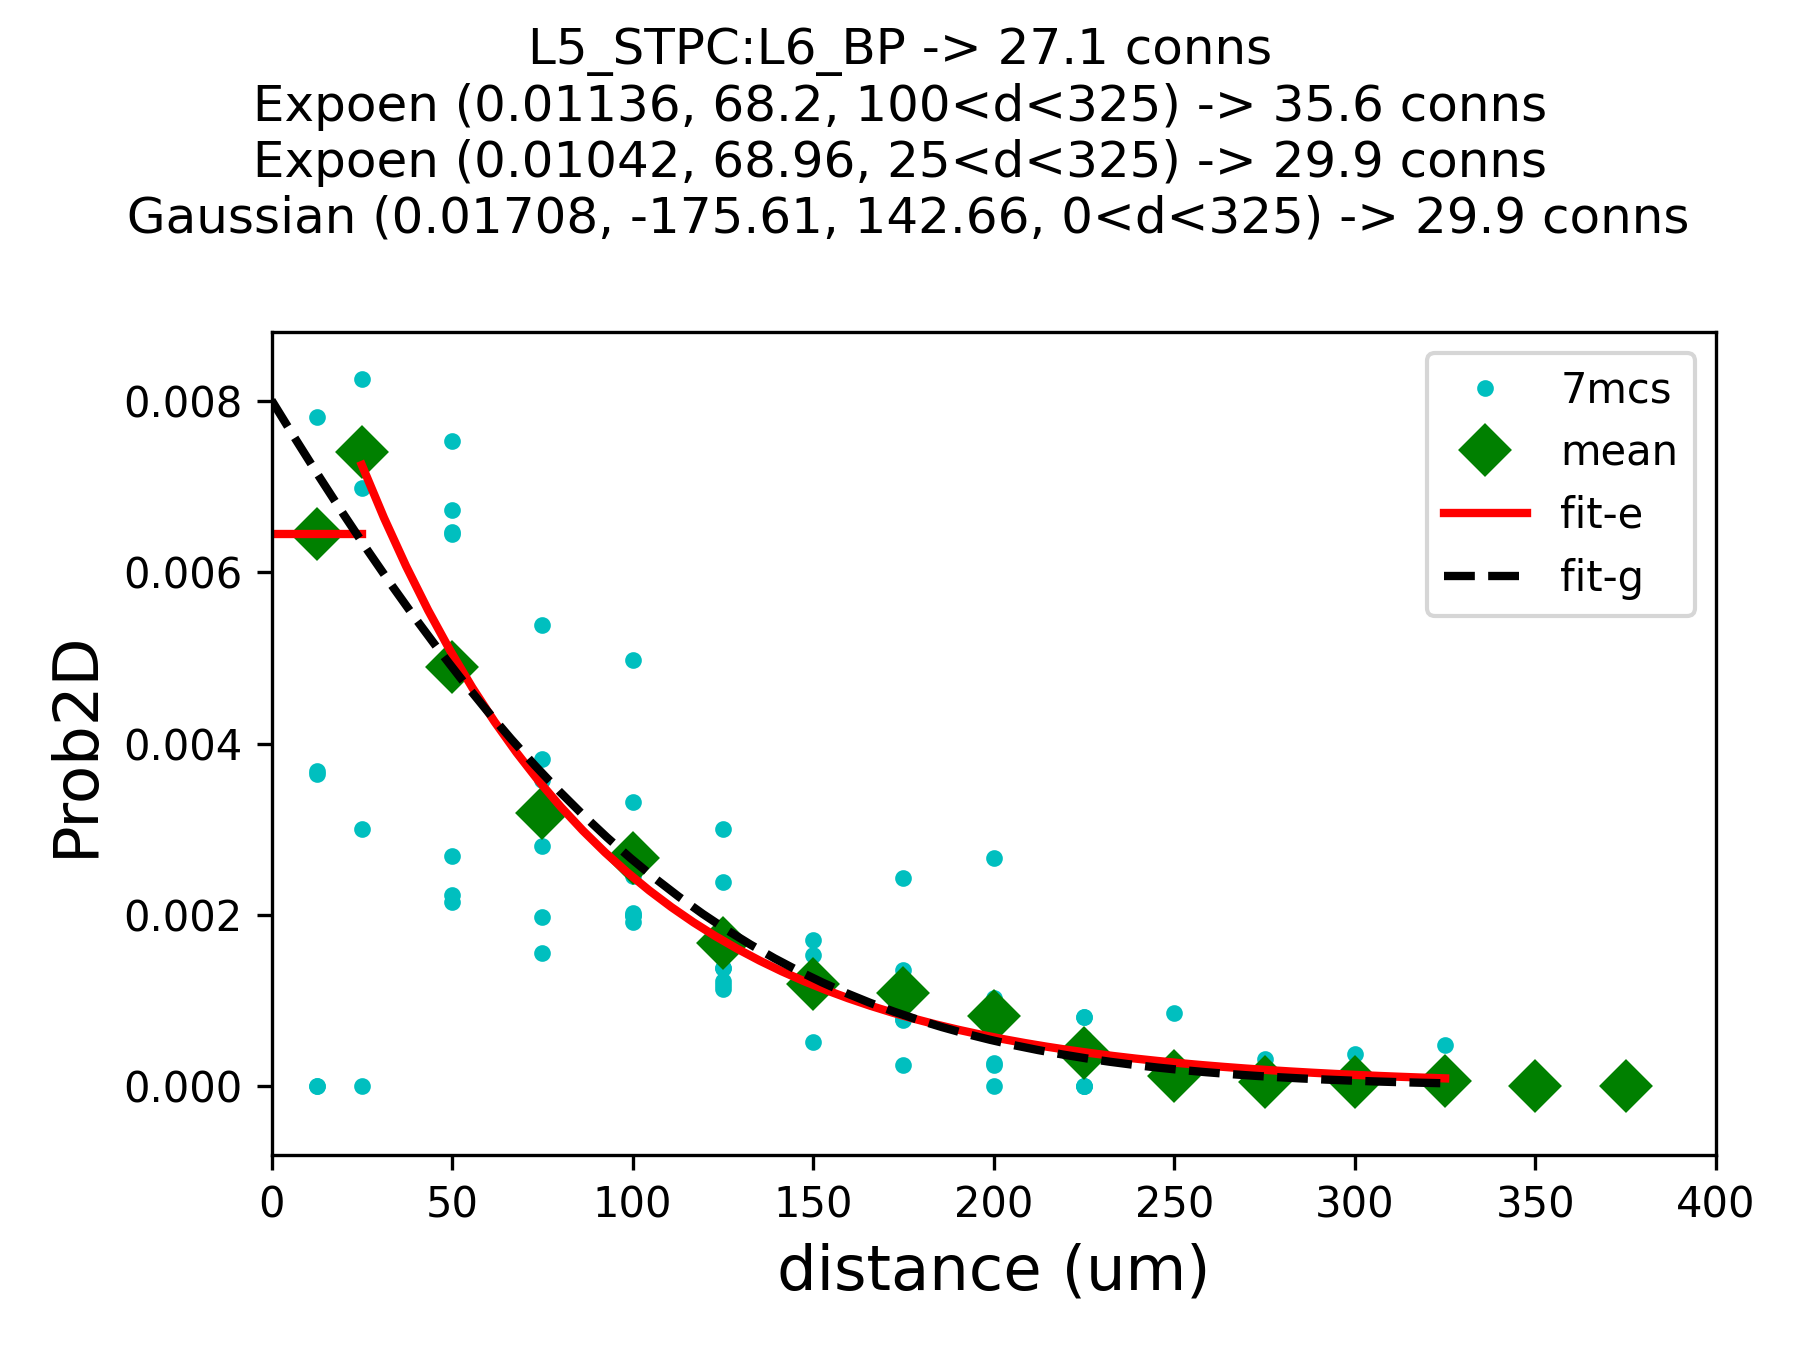 L5_STPC:L6_BP -> 27.1 conns
Expoen (0.01136, 68.2, 100<d<325) -> 35.6 conns
Expoen (0.01042, 68.96, 25<d<325) -> 29.9 conns
Gaussian (0.01708, -175.61, 142.66, 0<d<325) -> 29.9 conns
7mcs
mean
fit-e
fit-g
Prob2D
0.008
0.006
0.004
0.002
0.000
0 50 100 150 200 250 300 350 400
distance (um)